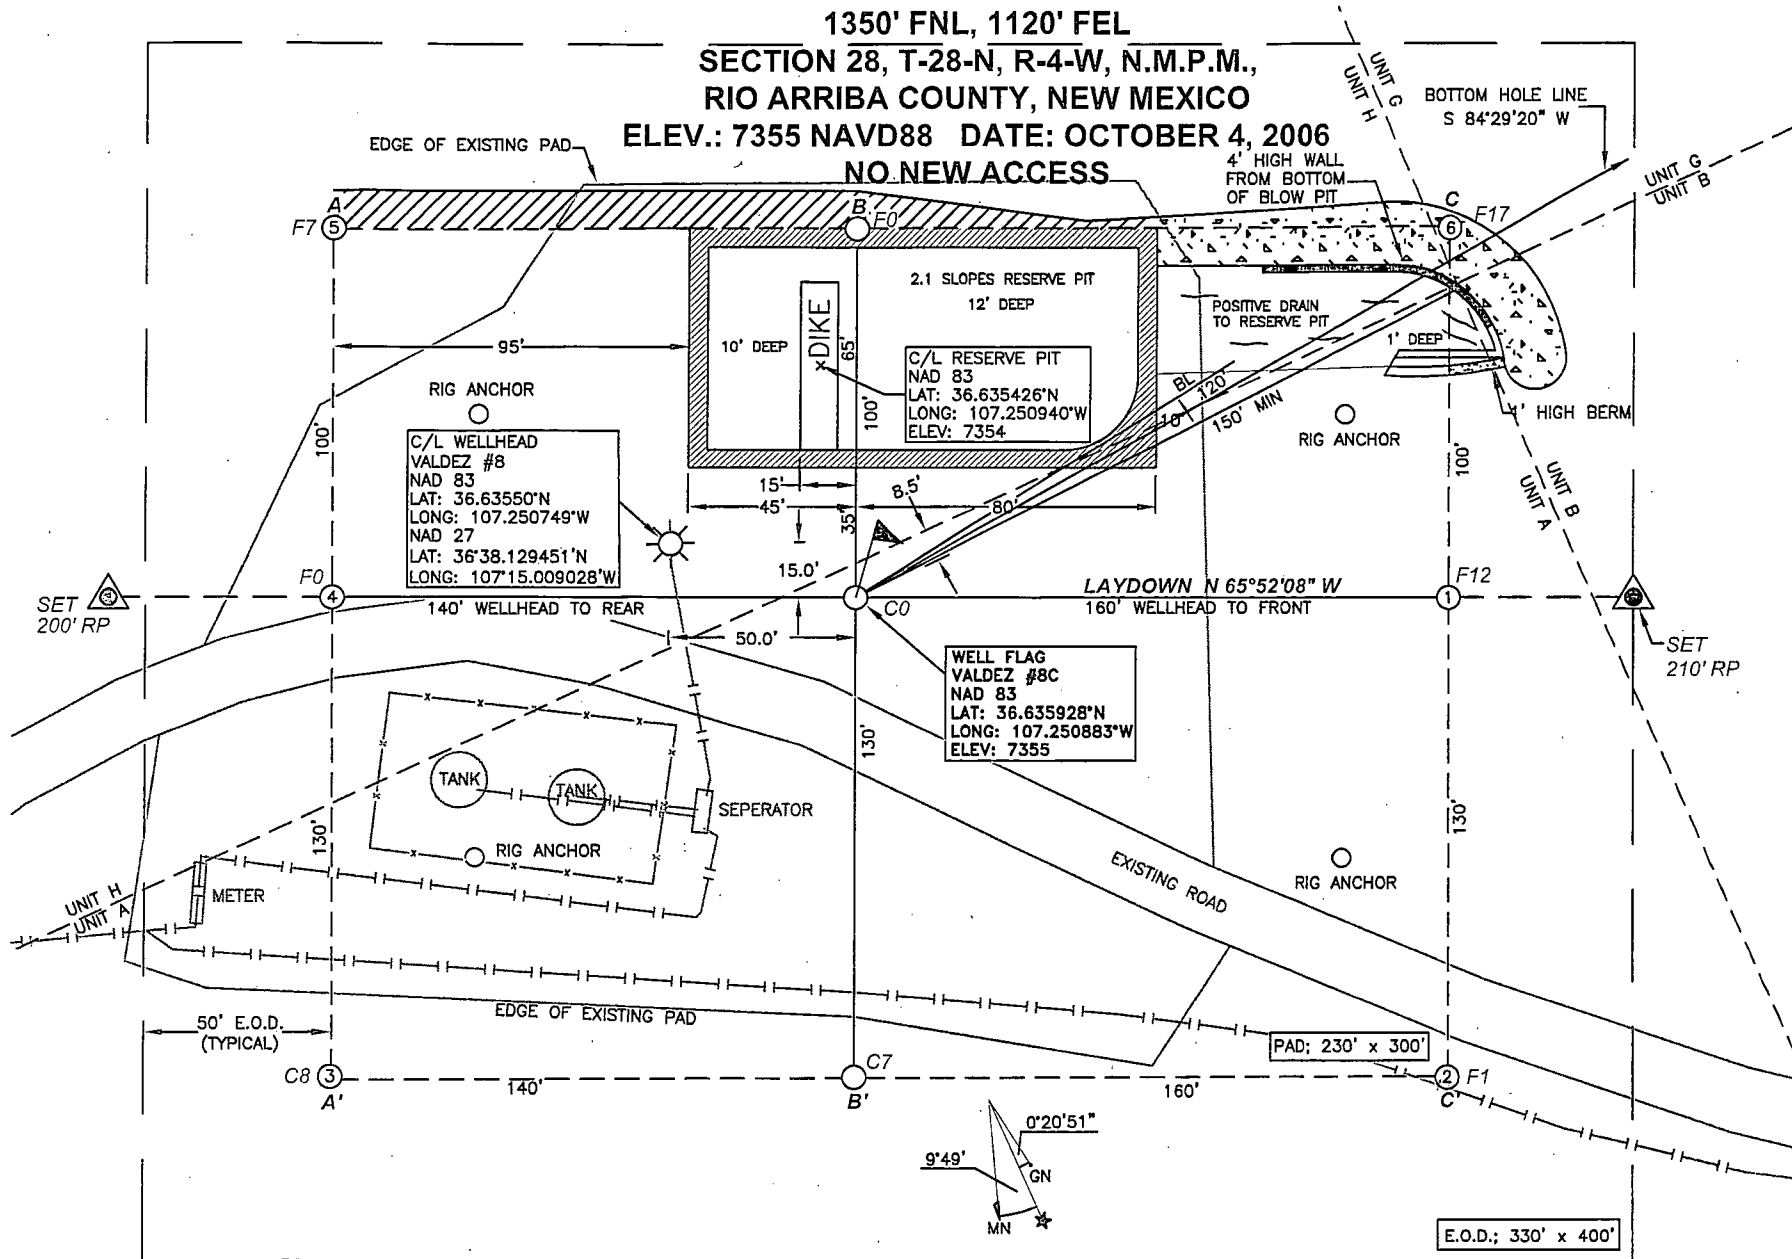 1350' FNL, 1120' FEL
SECTION 28, T-28-N, R-4-W, N.M.P.M.,
RIO ARRIBA COUNTY, NEW MEXICO
ELEV.: 7355 NAVD88 DATE: OCTOBER 4, 2006
NO NEW ACCESS
EDGE OF EXISTING PAD
UNIT G
UNIT H
BOTTOM HOLE LINE
S 84°29'20" W
4' HIGH WALL
FROM BOTTOM
OF BLOW PIT
UNIT G
UNIT B
A
F7
5
B
F0
C
F17
6
2.1 SLOPES RESERVE PIT
12' DEEP
10' DEEP
DIKE
65'
95'
POSITIVE DRAIN
TO RESERVE PIT
1' DEEP
C/L RESERVE PIT
NAD 83
LAT: 36.635426°N
LONG: 107.250940°W
ELEV: 7354
RIG ANCHOR
BL 120'
10'
150' MIN
RIG ANCHOR
1' HIGH BERM
100'
100'
100'
C/L WELLHEAD
VALDEZ #8
NAD 83
LAT: 36.63550°N
LONG: 107.250749°W
NAD 27
LAT: 36°38.129451'N
LONG: 107°15.009028'W
UNIT B
UNIT A
15'
45'
80'
8.5'
35'
15.0'
SET
200' RP
F0
4
140' WELLHEAD TO REAR
C0
LAYDOWN N 65°52'08" W
160' WELLHEAD TO FRONT
F12
1
SET
210' RP
50.0'
WELL FLAG
VALDEZ #8C
NAD 83
LAT: 36.635928°N
LONG: 107.250883°W
ELEV: 7355
130'
130'
130'
TANK
TANK
SEPERATOR
RIG ANCHOR
METER
UNIT H
UNIT A
EXISTING ROAD
RIG ANCHOR
EDGE OF EXISTING PAD
50' E.O.D.
(TYPICAL)
PAD; 230' x 300'
C8
3
A'
140'
C7
B'
160'
2
F1
C'
0°20'51"
9°49'
GN
MN
E.O.D.; 330' x 400'